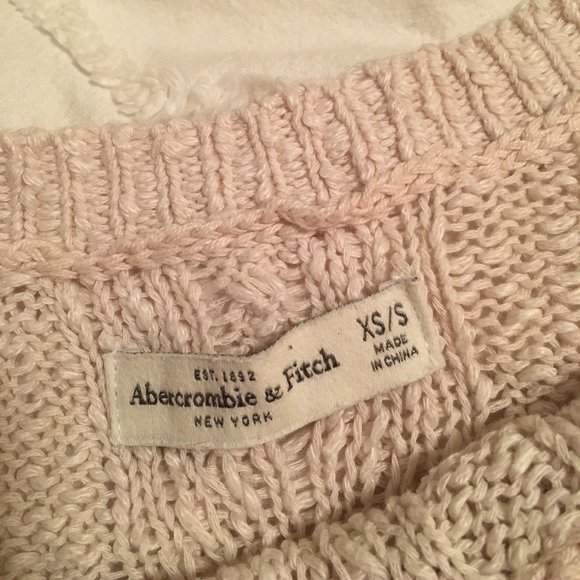 EST. 1892
Abercrombie & Fitch
NEW YORK
XS/S
MADE
IN CHINA